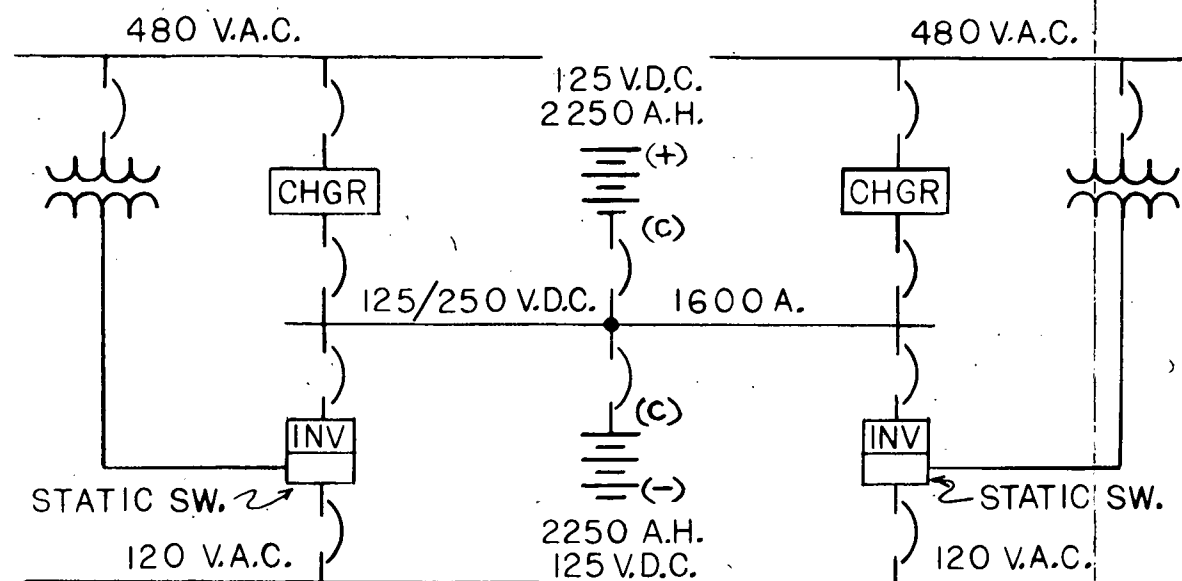 480 V.A.C.
480 V.A.C.
125 V.D.C.
2250 A.H.
(+)
CHGR
CHGR
(C)
125/250 V.D.C.
1600 A.
(C)
INV
INV
(-)
STATIC SW.
STATIC SW.
2250 A.H.
120 V.A.C.
120 V.A.C.
125 V.D.C.